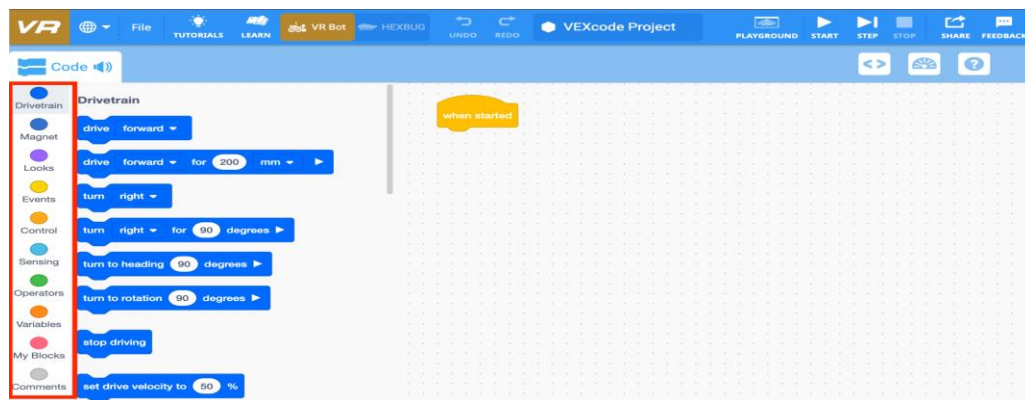 VR File TUTORIALS LEARN VR Bot HEXBUG UNDO REDO VEXcode Project PLAYGROUND START STEP STOP SHARE FEEDBACK
Code
< > ?
Drivetrain
Magnet
Looks
Events
Control
Sensing
Operators
Variables
My Blocks
Comments
Drivetrain
drive forward
drive forward for 200 mm
turn right
turn right for 90 degrees
turn to heading 90 degrees
turn to rotation 90 degrees
stop driving
set drive velocity to 50 %
when started